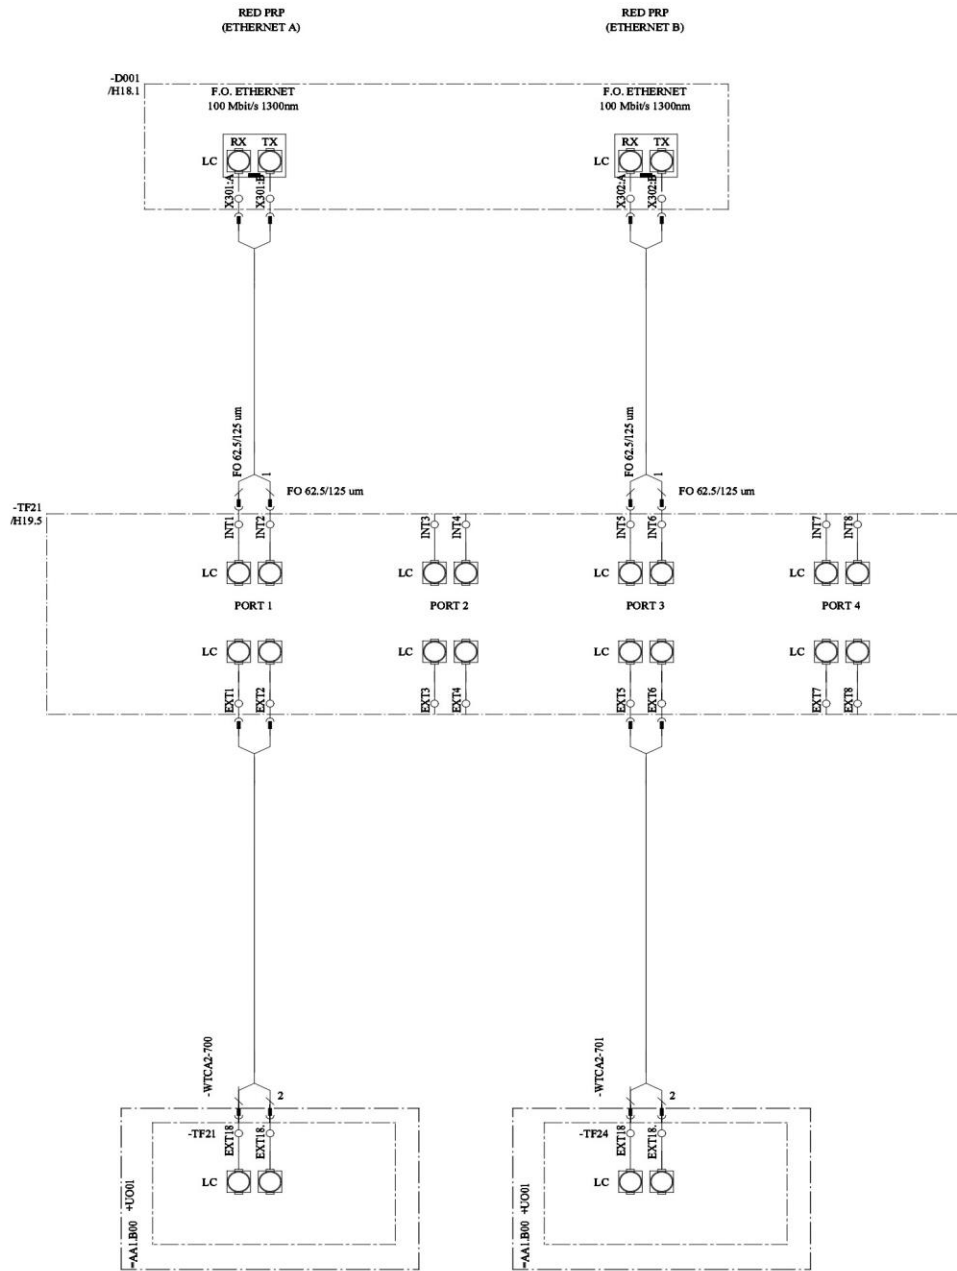 RED PRP
(ETHERNET A)
RED PRP
(ETHERNET B)
-D001
/H18.1
F.O. ETHERNET
100 Mbit/s 1300nm
F.O. ETHERNET
100 Mbit/s 1300nm
RX TX
LC
RX TX
LC
X301:A
X301:B
X302:A
X302:B
FO 62.5/125 um
1
FO 62.5/125 um
FO 62.5/125 um
1
FO 62.5/125 um
-TF21
/H19.5
INT1
INT2
INT3
INT4
INT5
INT6
INT7
INT8
LC
LC
LC
LC
PORT 1
PORT 2
PORT 3
PORT 4
LC
LC
LC
LC
EXT1
EXT2
EXT3
EXT4
EXT5
EXT6
EXT7
EXT8
-WTCA2-700
2
-WTCA2-701
2
-TF21
EXT18
EXT18.
-TF24
EXT18
EXT18.
LC
LC
=AA1.B00 +UO01
=AA1.B00 +UO01